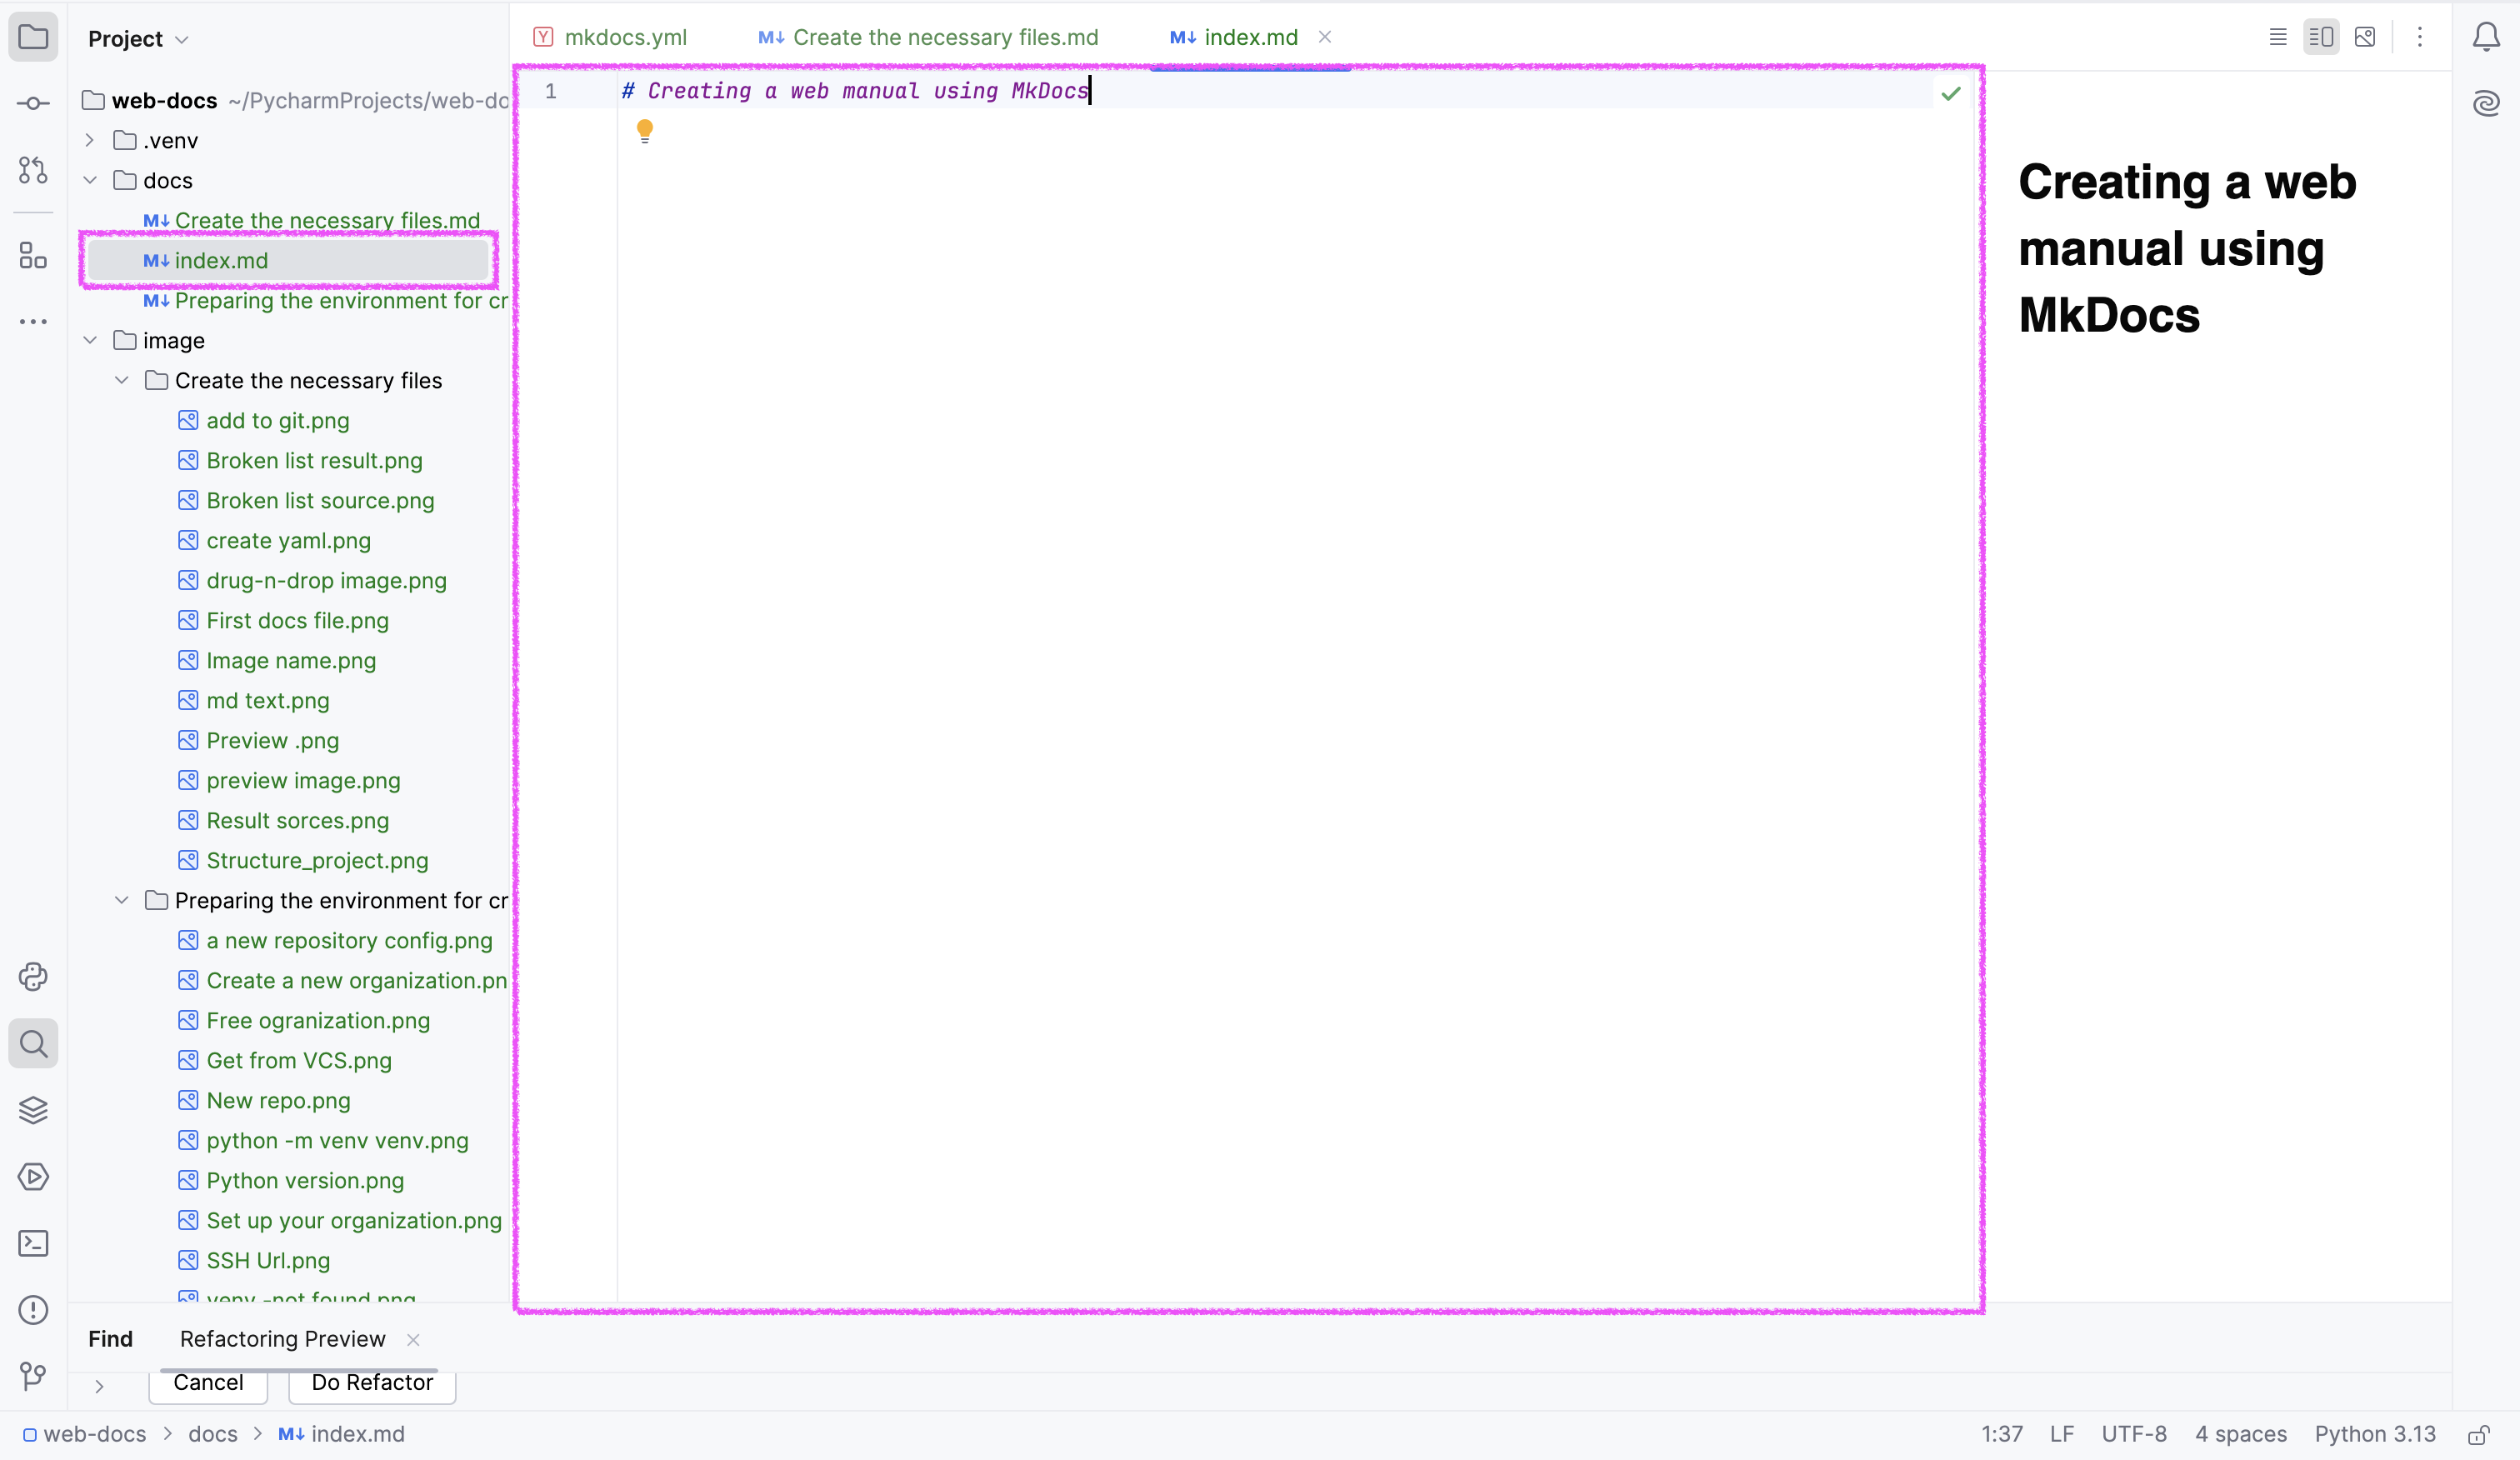 Project
mkdocs.yml
Create the necessary files.md
index.md
web-docs ~/PycharmProjects/web-do
.venv
docs
Create the necessary files.md
index.md
Preparing the environment for cr
image
Create the necessary files
add to git.png
Broken list result.png
Broken list source.png
create yaml.png
drug-n-drop image.png
First docs file.png
Image name.png
md text.png
Preview .png
preview image.png
Result sorces.png
Structure_project.png
Preparing the environment for cr
a new repository config.png
Create a new organization.pn
Free ogranization.png
Get from VCS.png
New repo.png
python -m venv venv.png
Python version.png
Set up your organization.png
SSH Url.png
venv -not found.png
1 # Creating a web manual using MkDocs
Creating a web
manual using
MkDocs
Find Refactoring Preview
Cancel Do Refactor
web-docs > docs > M↓ index.md
1:37 LF UTF-8 4 spaces Python 3.13